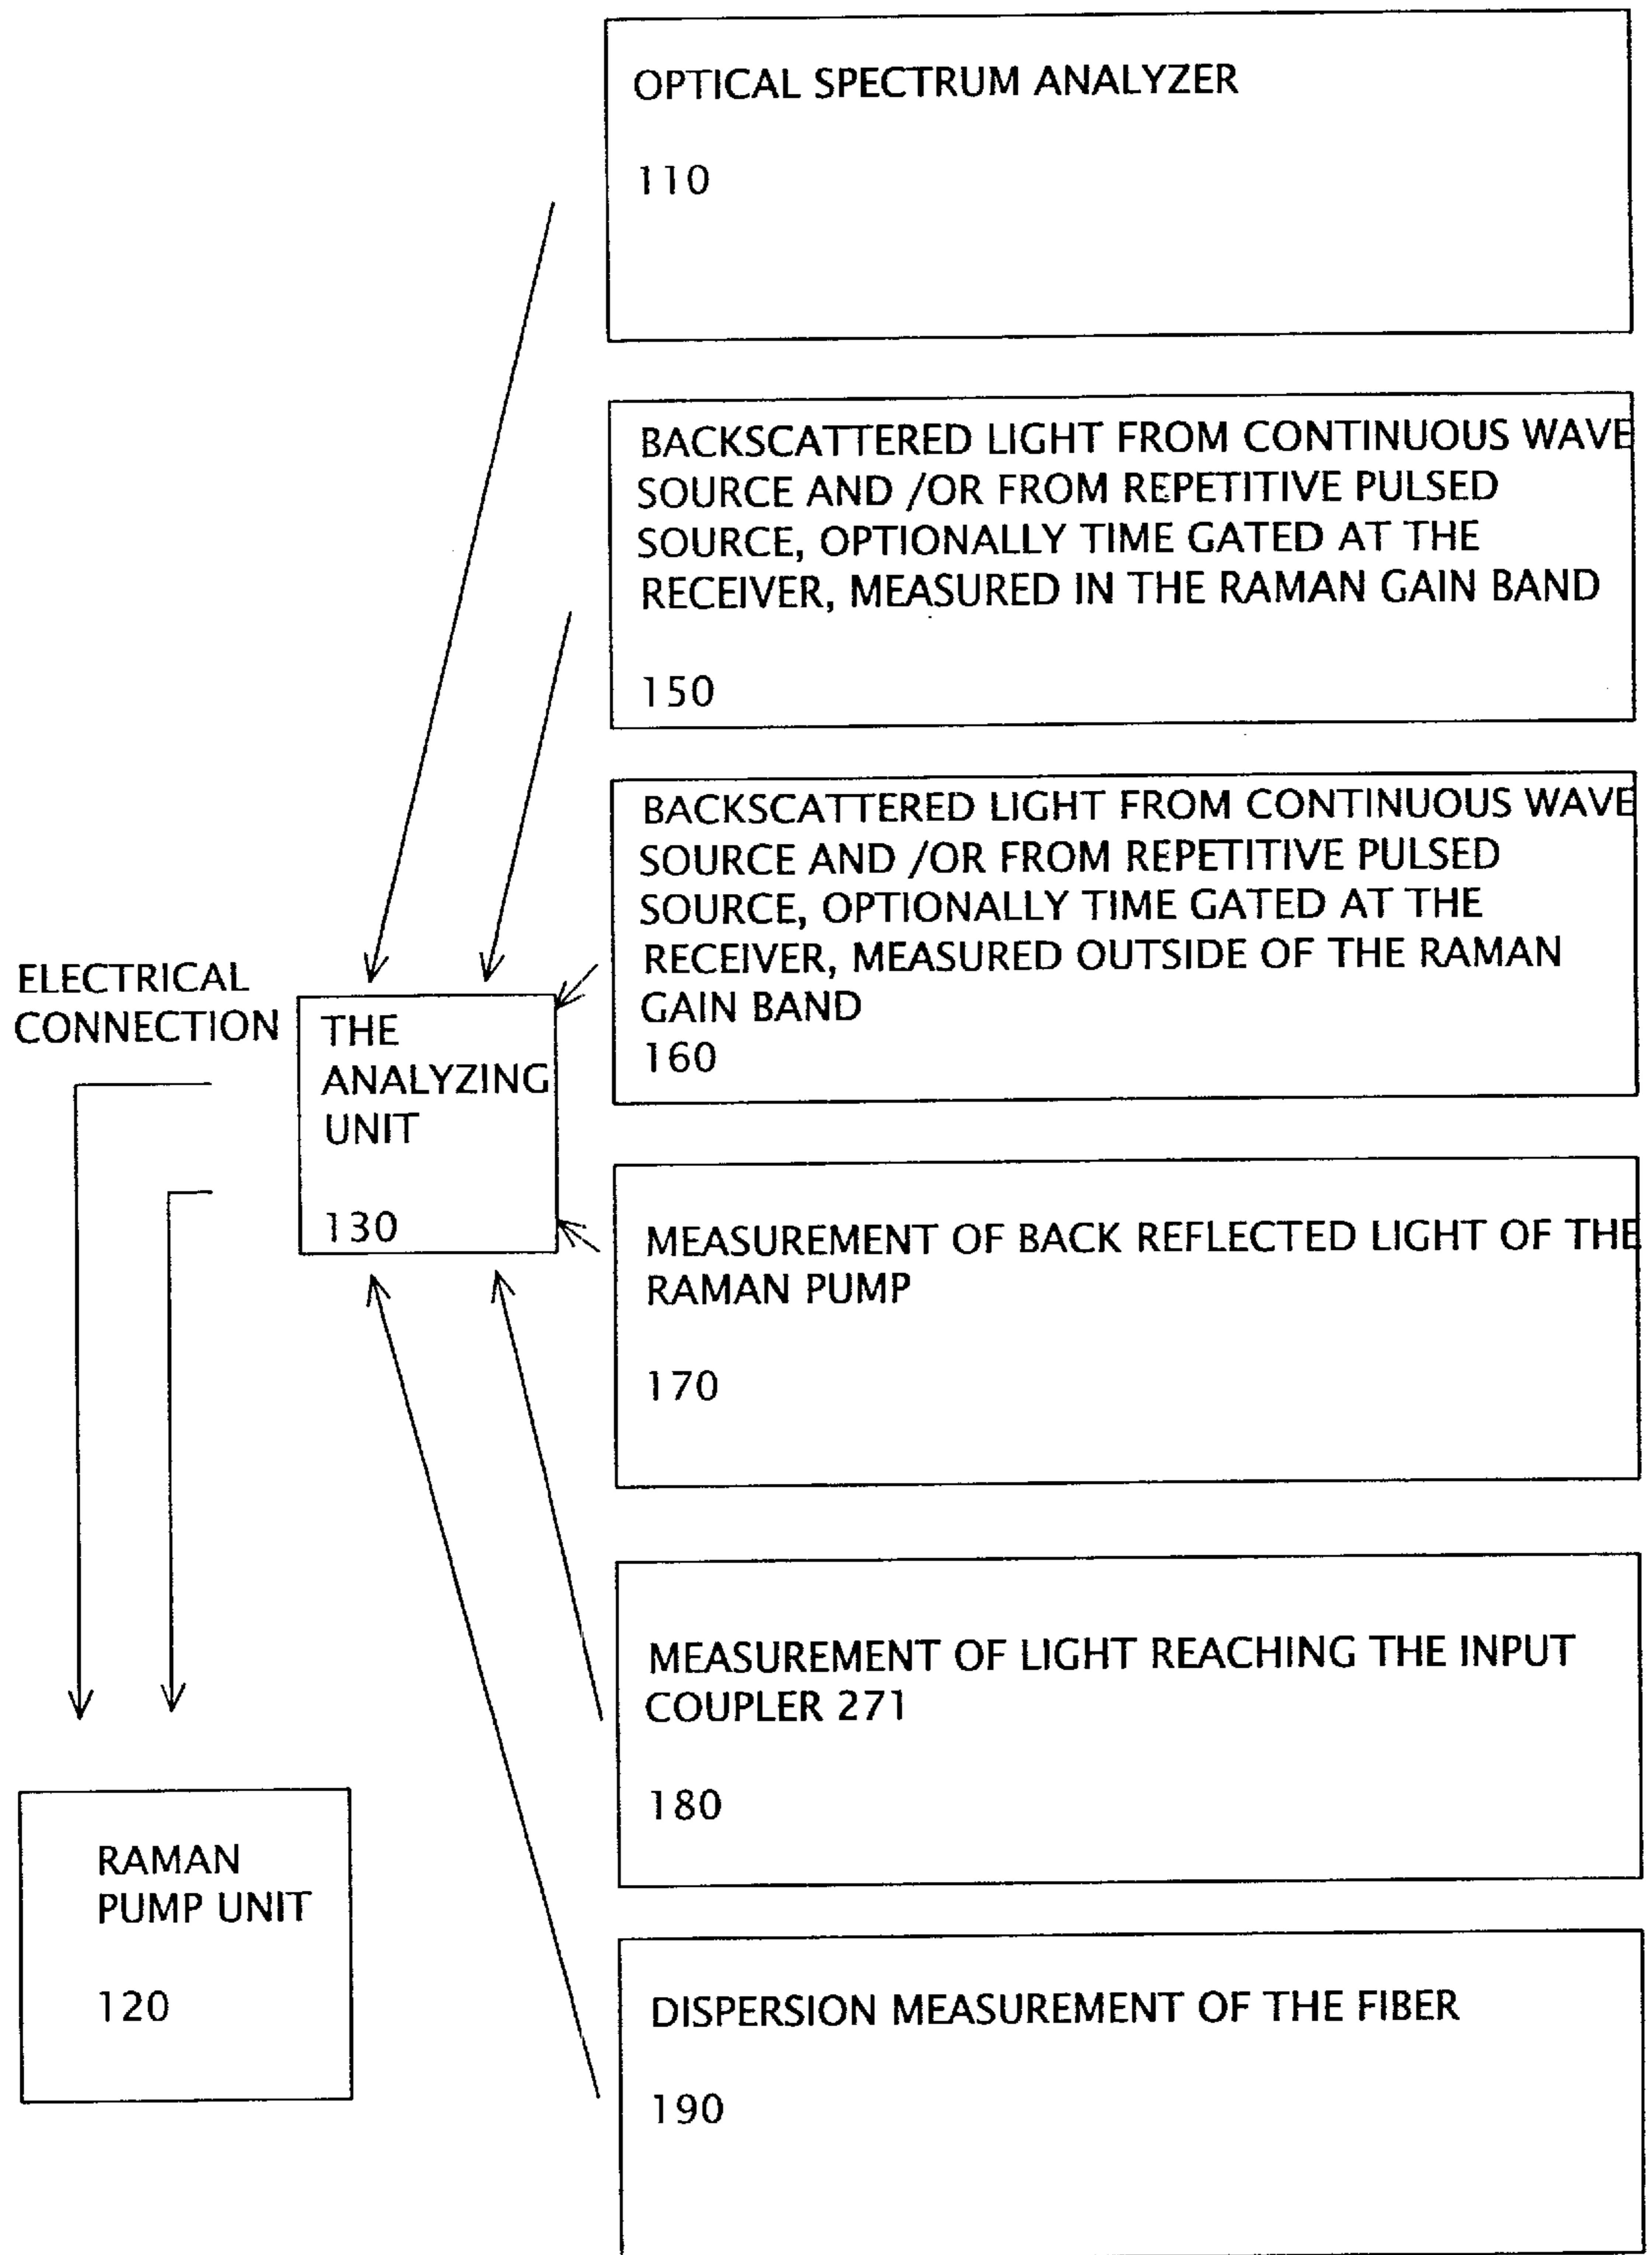 OPTICAL SPECTRUM ANALYZER
110
BACKSCATTERED LIGHT FROM CONTINUOUS WAVE
SOURCE AND /OR FROM REPETITIVE PULSED
SOURCE, OPTIONALLY TIME GATED AT THE
RECEIVER, MEASURED IN THE RAMAN GAIN BAND
150
BACKSCATTERED LIGHT FROM CONTINUOUS WAVE
SOURCE AND /OR FROM REPETITIVE PULSED
SOURCE, OPTIONALLY TIME GATED AT THE
RECEIVER, MEASURED OUTSIDE OF THE RAMAN
GAIN BAND
160
ELECTRICAL
CONNECTION
THE
ANALYZING
UNIT
130
MEASUREMENT OF BACK REFLECTED LIGHT OF THE
RAMAN PUMP
170
MEASUREMENT OF LIGHT REACHING THE INPUT
COUPLER 271
180
RAMAN
PUMP UNIT
120
DISPERSION MEASUREMENT OF THE FIBER
190